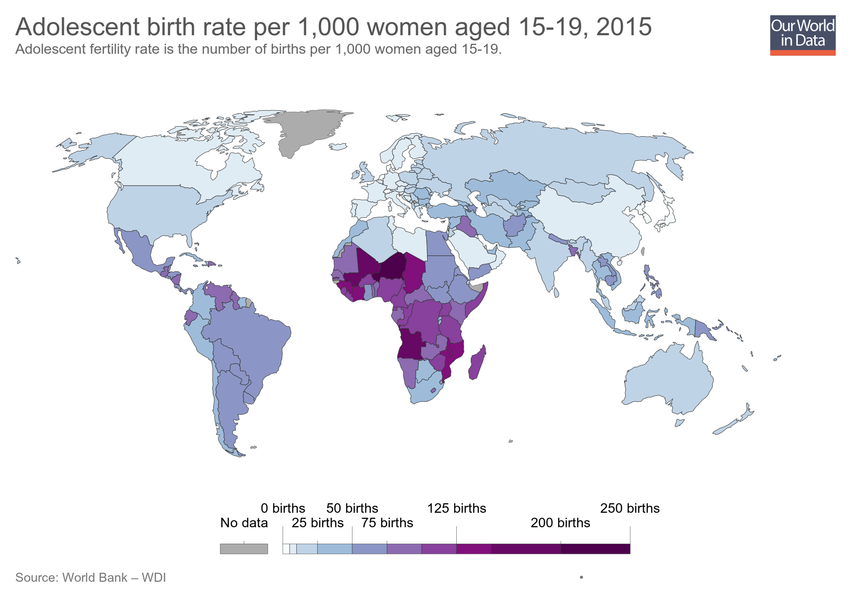 Adolescent birth rate per 1,000 women aged 15-19, 2015
Adolescent fertility rate is the number of births per 1,000 women aged 15-19.
Our World
in Data
0 births 50 births 125 births 250 births
No data 25 births 75 births 200 births
Source: World Bank – WDI